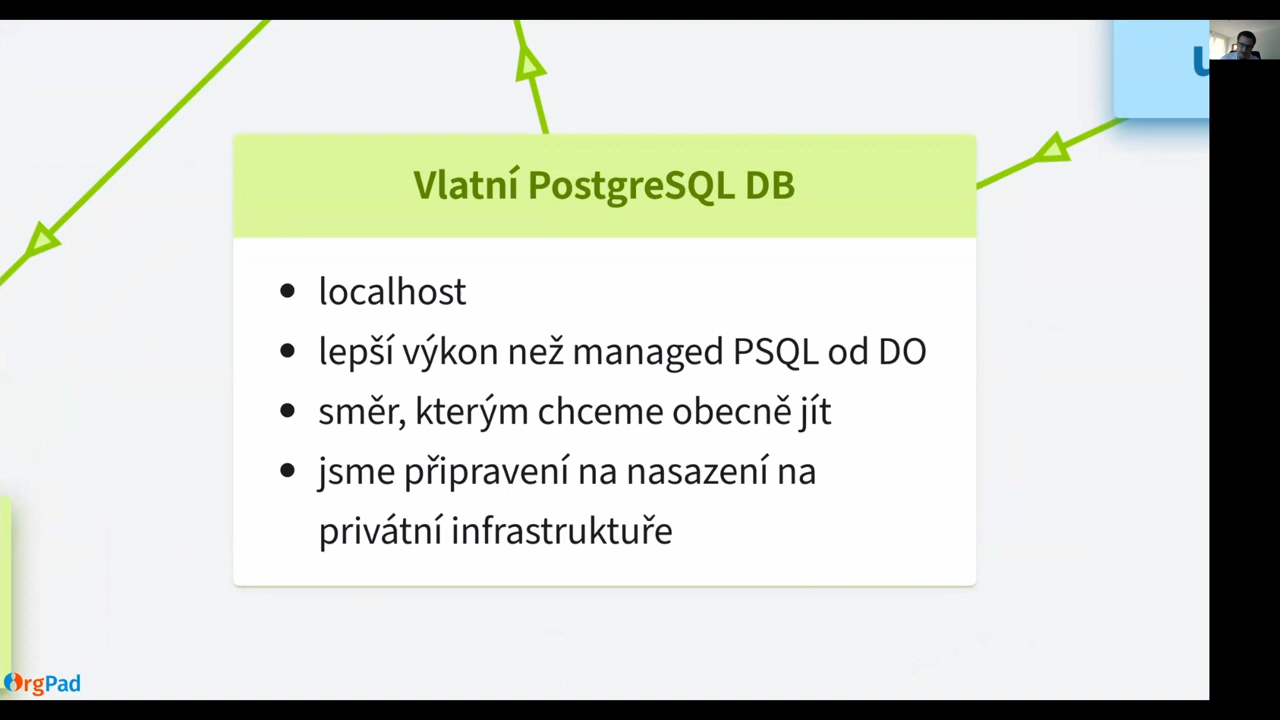 Vlatní PostgreSQL DB
localhost
lepší výkon než managed PSQL od DO
směr, kterým chceme obecně jít
jsme připravení na nasazení na
privátní infrastruktuře
OrgPad